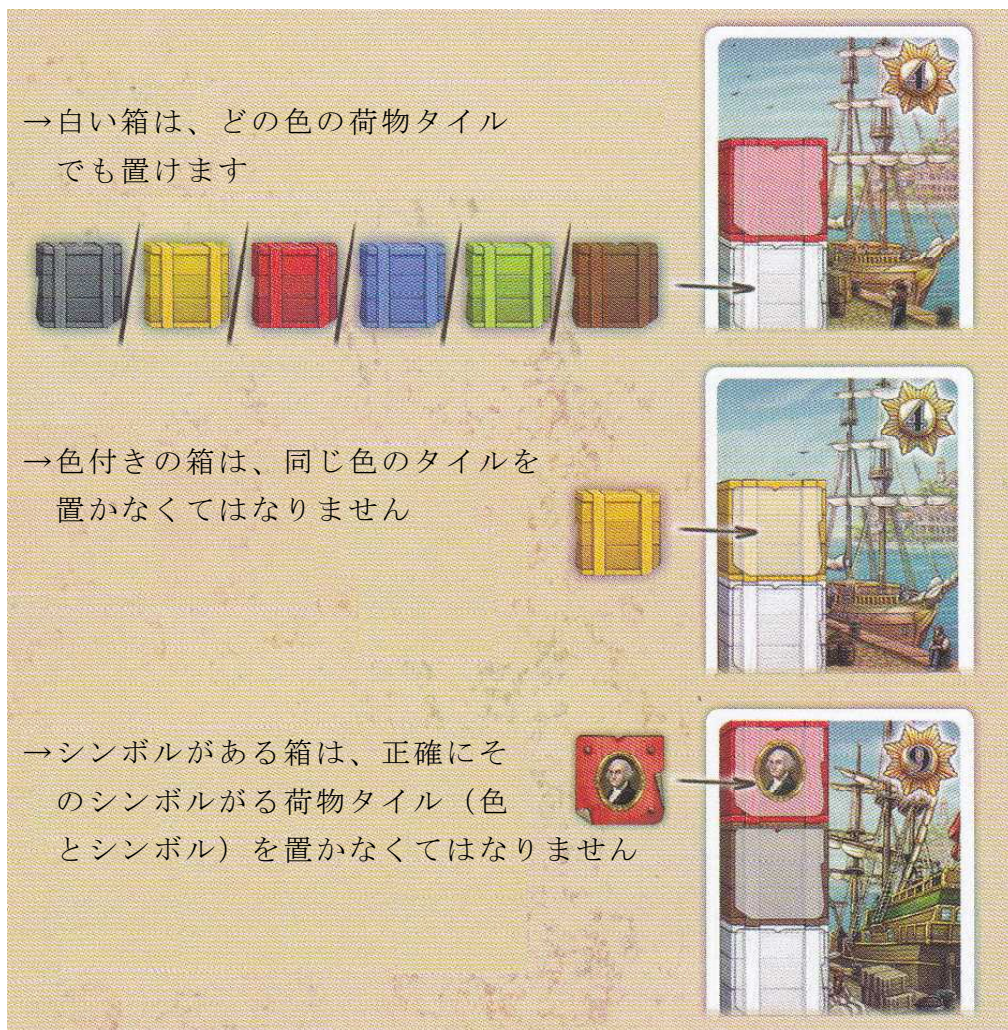 →白い箱は、どの色の荷物タイル
でも置けます
4
→色付きの箱は、同じ色のタイルを
置かなくてはなりません
4
→シンボルがある箱は、正確にそ
のシンボルがる荷物タイル（色
とシンボル）を置かなくてはなりません
9